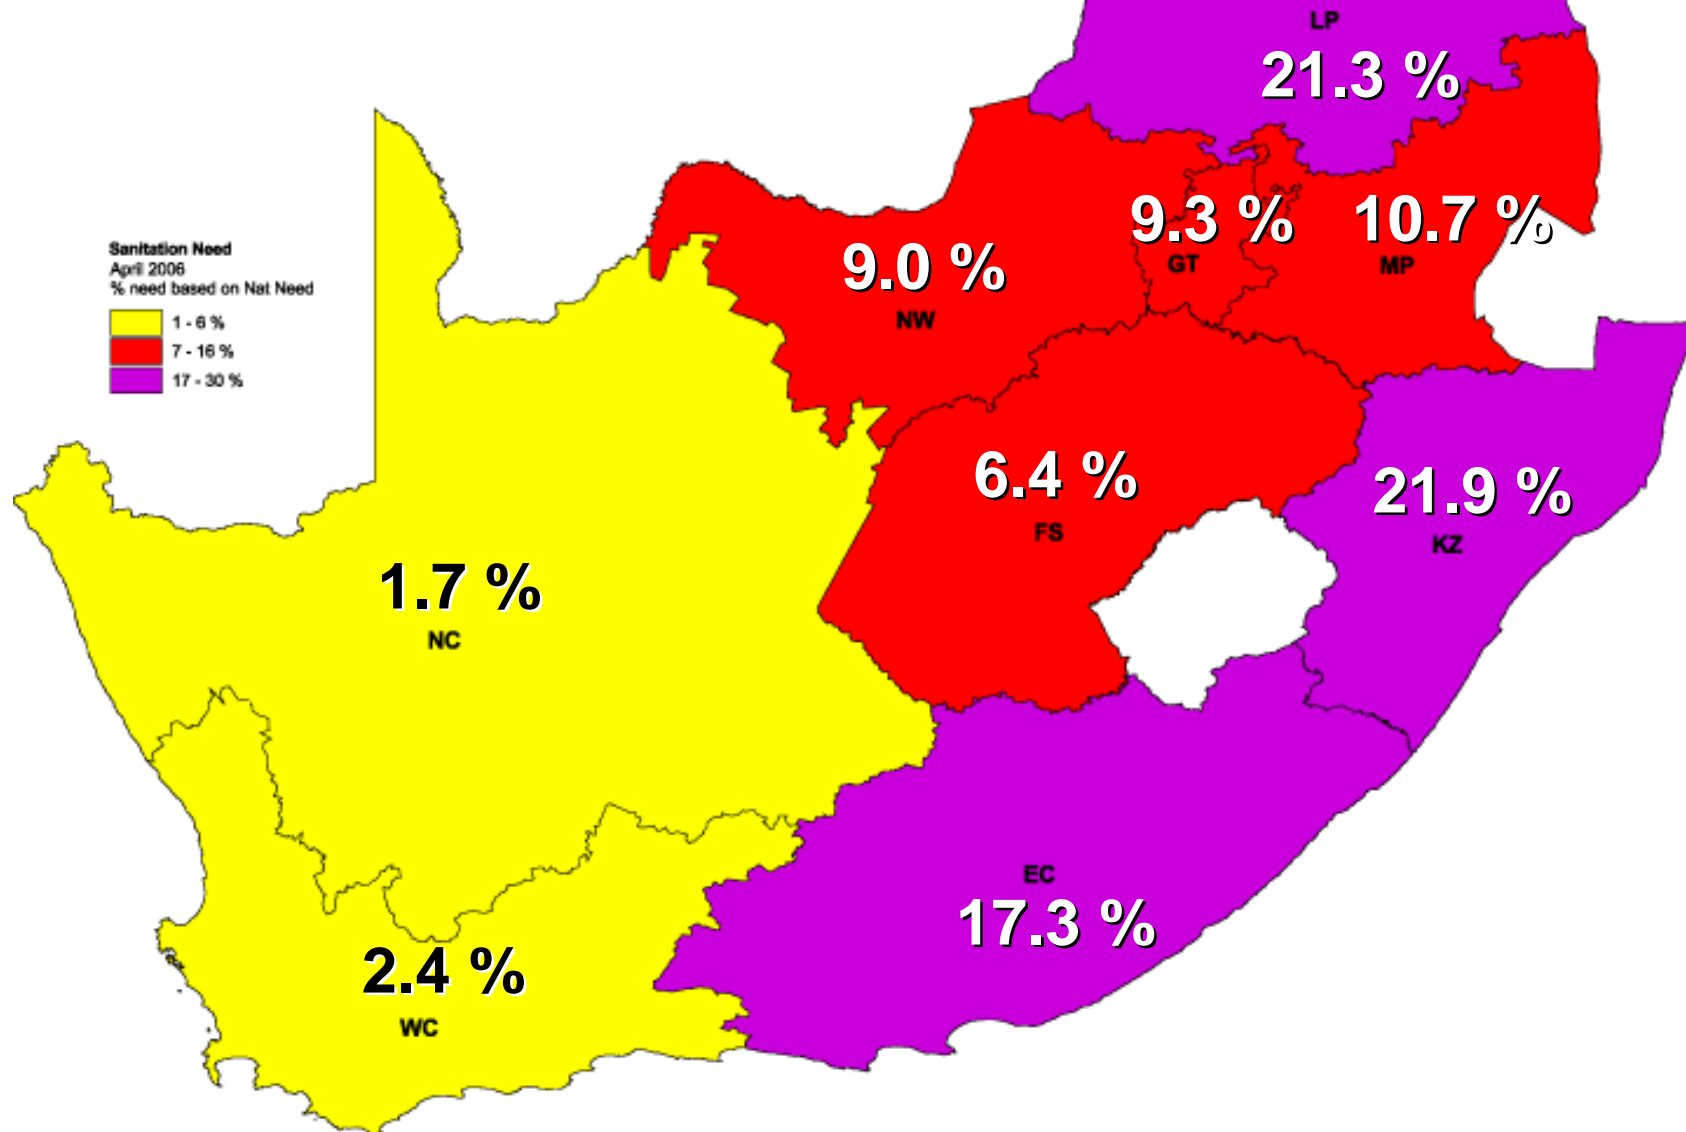 LP
21.3 %
9.3 %
GT
10.7 %
MP
9.0 %
NW
Sanitation Need
April 2006
% need based on Nat Need
1 - 6 %
7 - 16 %
17 - 30 %
6.4 %
FS
21.9 %
KZ
1.7 %
NC
EC
17.3 %
2.4 %
WC